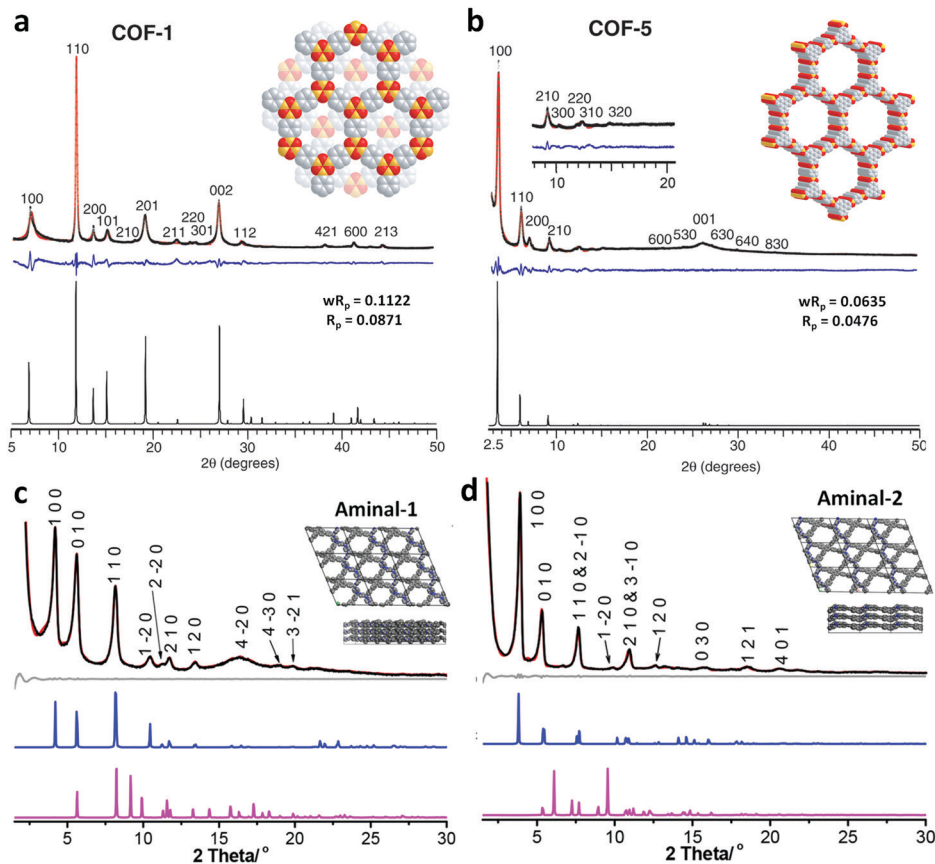 a
COF-1
110
100
200
101
210
201
211
220
301
002
112
421
600
213
wRp = 0.1122
Rp = 0.0871
5 10 20 30 40 50
2θ (degrees)
b
COF-5
100
210
300
220
310
320
10 20
110
200
210
600
530
001
630
640
830
wRp = 0.0635
Rp = 0.0476
2.5 10 20 30 40 50
2θ (degrees)
c
Aminal-1
1 0 0
0 1 0
1 1 0
1 -2 0
2 -2 0
2 1 0
1 2 0
4 -2 0
4 -3 0
3 -2 1
5 10 15 20 25 30
2 Theta/°
d
Aminal-2
1 0 0
0 1 0
1 1 0 & 2 -1 0
1 -2 0
2 1 0 & 3 -1 0
1 2 0
0 3 0
1 2 1
4 0 1
5 10 15 20 25 30
2 Theta/°